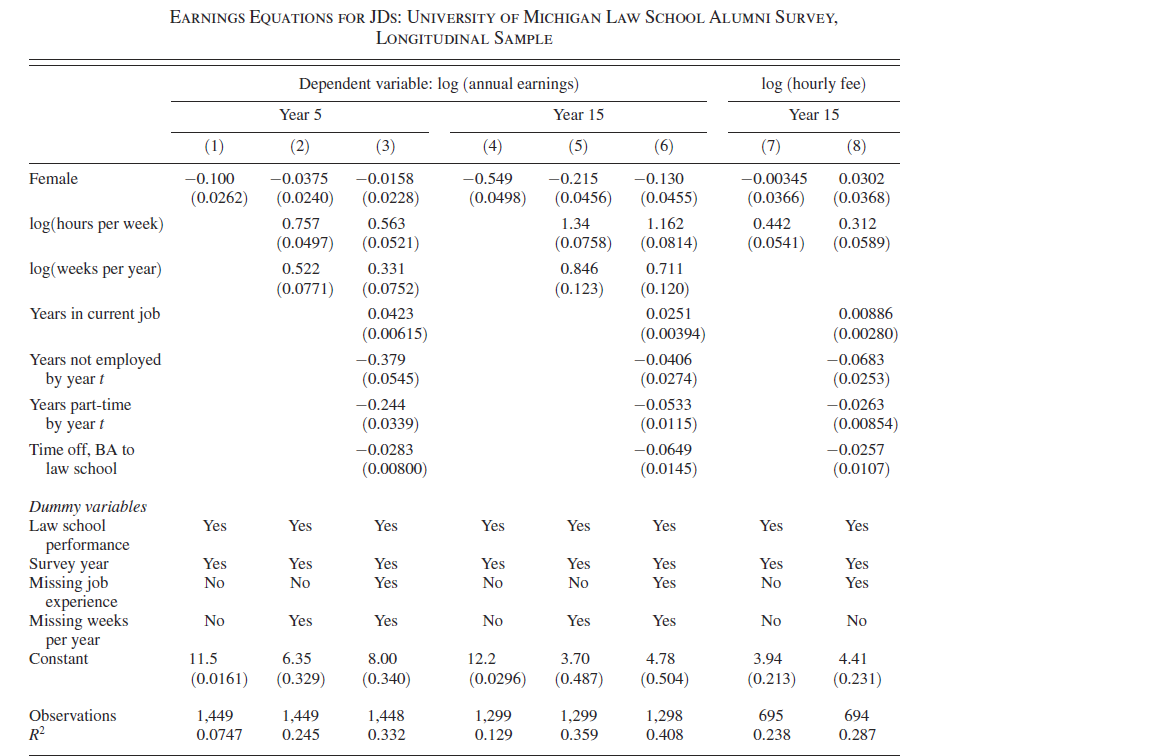 EARNINGS EQUATIONS FOR JDS: UNIVERSITY OF MICHIGAN LAW SCHOOL ALUMNI SURVEY,
LONGITUDINAL SAMPLE
Dependent variable: log (annual earnings) log (hourly fee)
Year 5 Year 15 Year 15
(1) (2) (3) (4) (5) (6) (7) (8)
Female −0.100 −0.0375 −0.0158 −0.549 −0.215 −0.130 −0.00345 0.0302
(0.0262) (0.0240) (0.0228) (0.0498) (0.0456) (0.0455) (0.0366) (0.0368)
log(hours per week) 0.757 0.563 1.34 1.162 0.442 0.312
(0.0497) (0.0521) (0.0758) (0.0814) (0.0541) (0.0589)
log(weeks per year) 0.522 0.331 0.846 0.711
(0.0771) (0.0752) (0.123) (0.120)
Years in current job 0.0423 0.0251 0.00886
(0.00615) (0.00394) (0.00280)
Years not employed −0.379 −0.0406 −0.0683
by year t (0.0545) (0.0274) (0.0253)
Years part-time −0.244 −0.0533 −0.0263
by year t (0.0339) (0.0115) (0.00854)
Time off, BA to −0.0283 −0.0649 −0.0257
law school (0.00800) (0.0145) (0.0107)
Dummy variables
Law school Yes Yes Yes Yes Yes Yes Yes Yes
performance
Survey year Yes Yes Yes Yes Yes Yes Yes Yes
Missing job No No Yes No No Yes No Yes
experience
Missing weeks No Yes Yes No Yes Yes No No
per year
Constant 11.5 6.35 8.00 12.2 3.70 4.78 3.94 4.41
(0.0161) (0.329) (0.340) (0.0296) (0.487) (0.504) (0.213) (0.231)
Observations 1,449 1,449 1,448 1,299 1,299 1,298 695 694
R² 0.0747 0.245 0.332 0.129 0.359 0.408 0.238 0.287